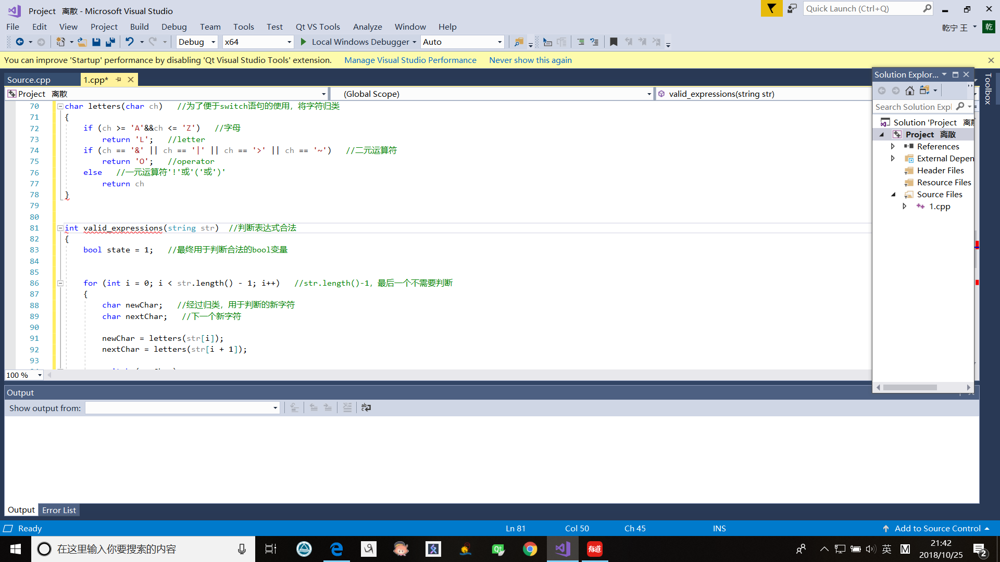 Project 离散 - Microsoft Visual Studio
Quick Launch (Ctrl+Q)
File Edit View Project Build Debug Team Tools Test Qt VS Tools Analyze Window Help
乾宁 王 乾
Debug x64 Local Windows Debugger Auto
You can improve 'Startup' performance by disabling 'Qt Visual Studio Tools' extension. Manage Visual Studio Performance Never show this again
Source.cpp 1.cpp*
Project 离散 (Global Scope) valid_expressions(string str)
70 char letters(char ch) //为了便于switch语句的使用，将字符归类
71 {
72 if (ch >= 'A'&&ch <= 'Z') //字母
73 return 'L'; //letter
74 if (ch == '&' || ch == '|' || ch == '>' || ch == '~') //二元运算符
75 return 'O'; //operator
76 else //一元运算符'!'或'('或')'
77 return ch
78 }
79
80
81 int valid_expressions(string str) //判断表达式合法
82 {
83 bool state = 1; //最终用于判断合法的bool变量
84
85
86 for (int i = 0; i < str.length() - 1; i++) //str.length()-1，最后一个不需要判断
87 {
88 char newChar; //经过归类，用于判断的新字符
89 char nextChar; //下一个新字符
90
91 newChar = letters(str[i]);
92 nextChar = letters(str[i + 1]);
93
100 %
Solution Explor...
Search Solution Expl
Solution 'Project 离散
Project 离散
References
External Depen
Header Files
Resource Files
Source Files
1.cpp
Toolbox
Output
Show output from:
Output Error List
Ready Ln 81 Col 50 Ch 45 INS Add to Source Control
在这里输入你要搜索的内容
Qt
有道
英 M
21:42
2018/10/25
2